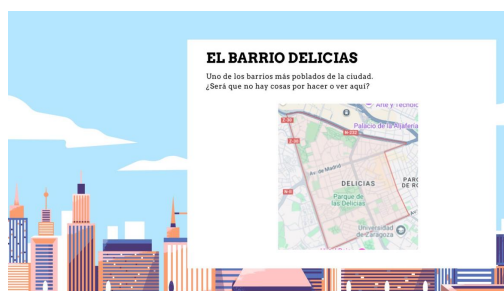 EL BARRIO DELICIAS
Uno de los barrios más poblados de la ciudad.
¿Será que no hay cosas por hacer o ver aquí?
Palacio de la Aljafería
Av. de Madrid
DELICIAS
Parque de
las Delicias
Universidad
de Zaragoza